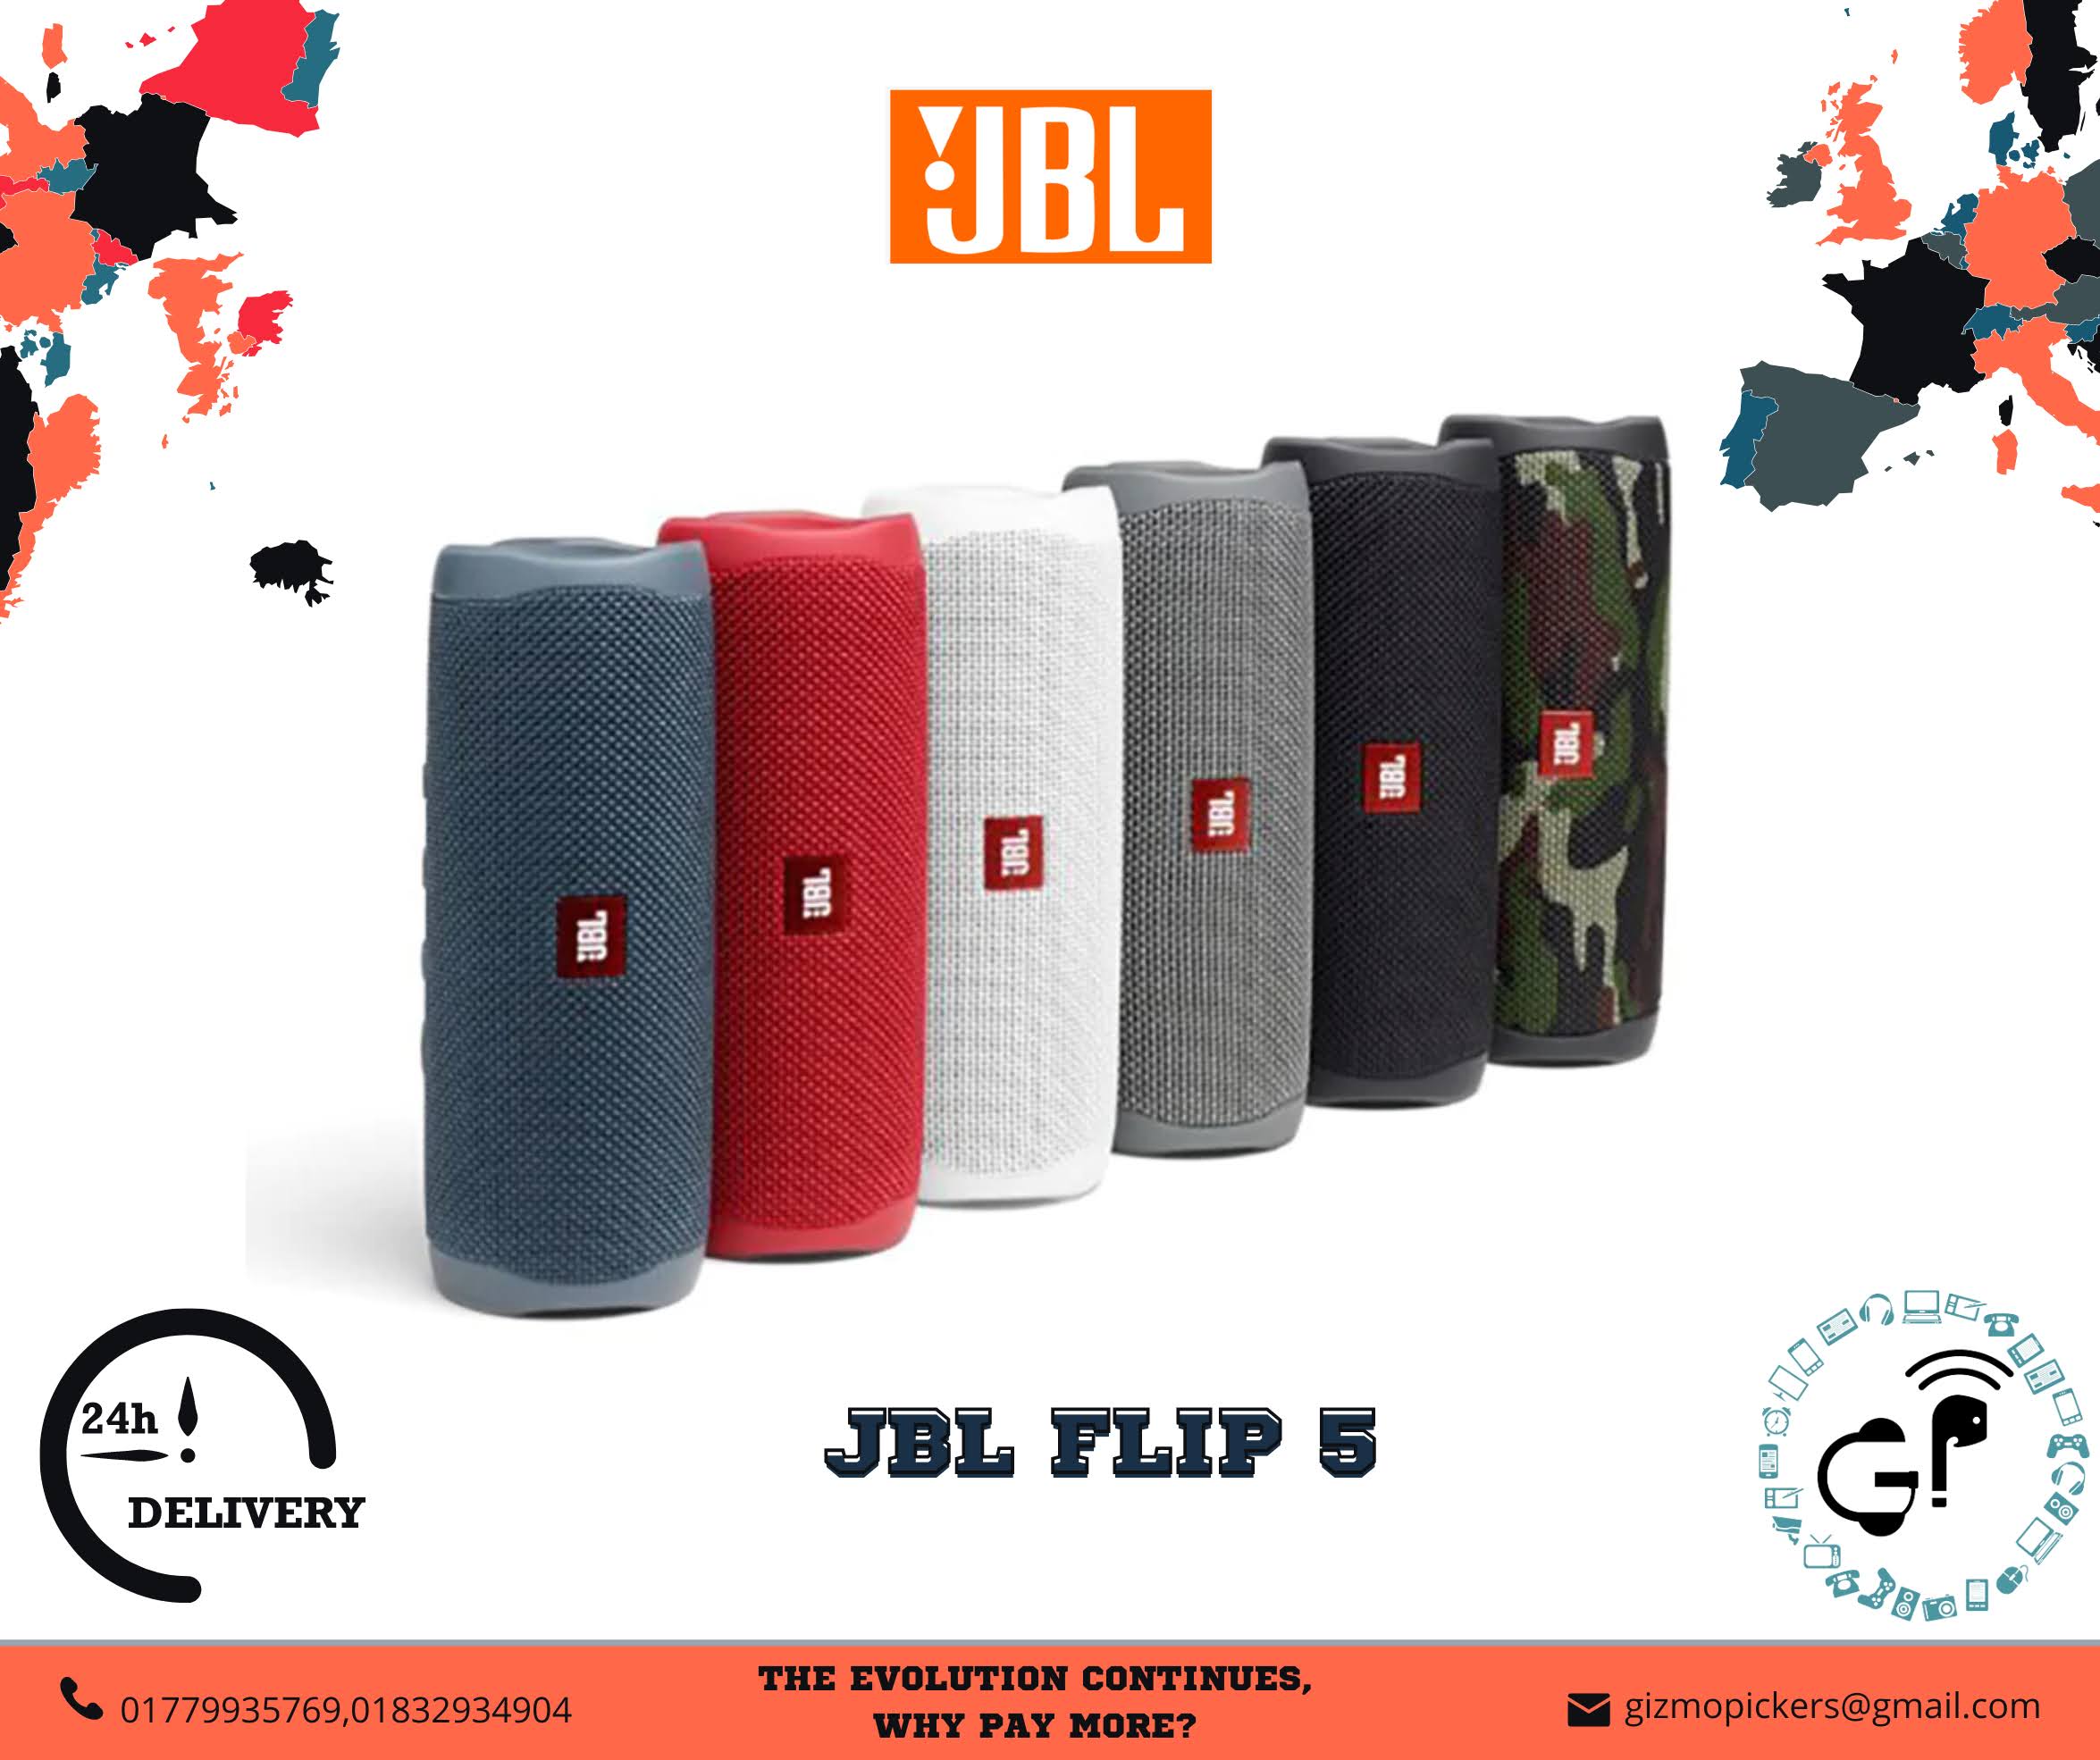 JBL
JBL
JBL
JBL
JBL
JBL
JBL
24h
DELIVERY
JBL FLIP 5
GP
01779935769,01832934904
THE EVOLUTION CONTINUES,
WHY PAY MORE?
gizmopickers@gmail.com